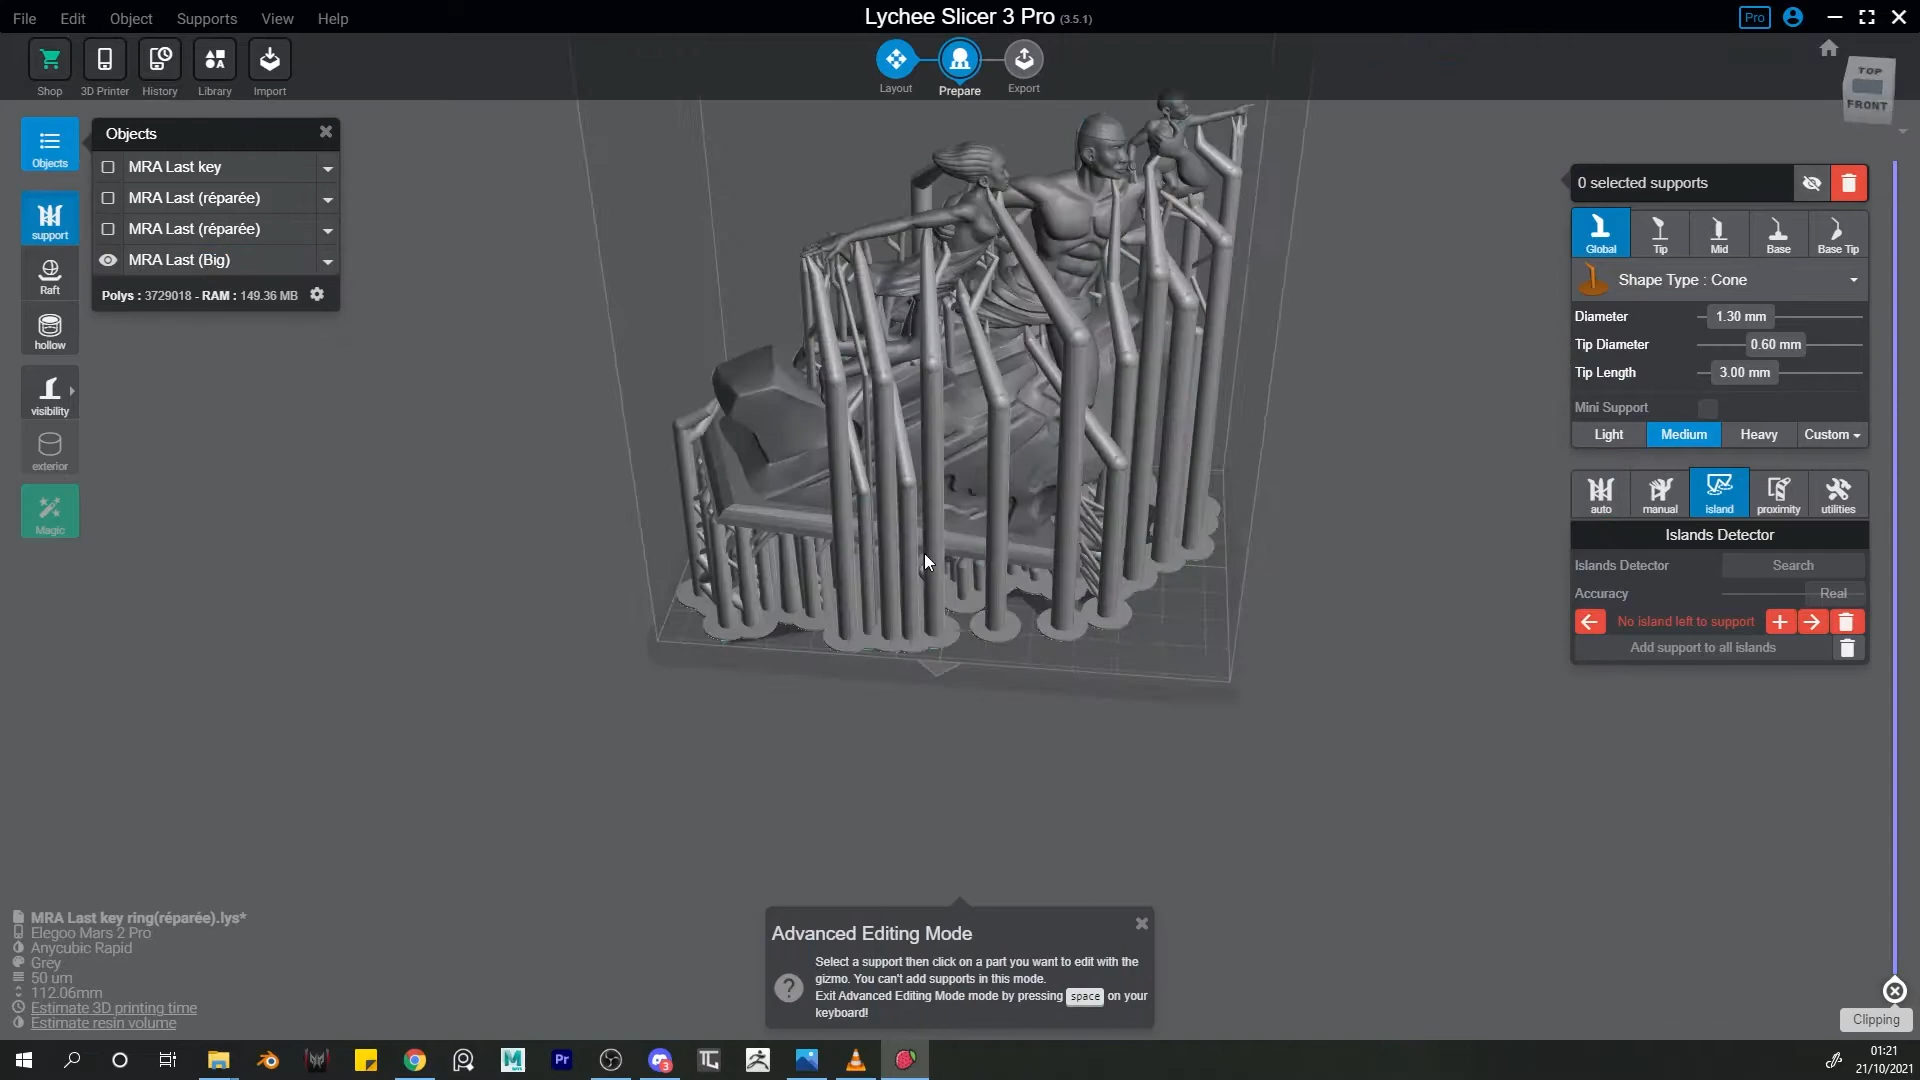 File Edit Object Supports View Help
Lychee Slicer 3 Pro (3.5.1)
Pro
Shop 3D Printer History Library Import
Layout Prepare Export
TOP
FRONT
Objects
support
Raft
hollow
visibility
exterior
Magic
Objects
MRA Last key
MRA Last (réparée)
MRA Last (réparée)
MRA Last (Big)
Polys : 3729018 - RAM : 149.36 MB
0 selected supports
Global Tip Mid Base Base Tip
Shape Type : Cone
Diameter 1.30 mm
Tip Diameter 0.60 mm
Tip Length 3.00 mm
Mini Support
Light Medium Heavy Custom
auto manual island proximity utilities
Islands Detector
Islands Detector Search
Accuracy Real
No island left to support
Add support to all islands
MRA Last key ring(réparée).lys*
Elegoo Mars 2 Pro
Anycubic Rapid
Grey
50 um
112.06mm
Estimate 3D printing time
Estimate resin volume
Advanced Editing Mode
Select a support then click on a part you want to edit with the
gizmo. You can't add supports in this mode.
Exit Advanced Editing Mode mode by pressing space on your
keyboard!
Clipping
Pr
3
01:21
21/10/2021